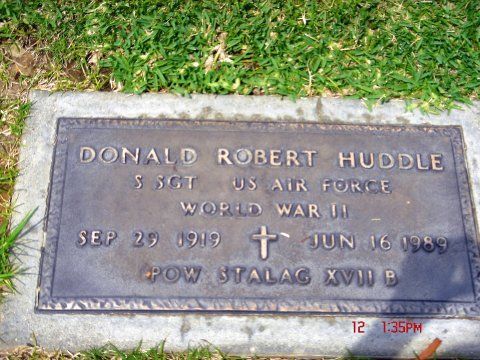 DONALD ROBERT HUDDLE
S SGT US AIR FORCE
WORLD WAR II
SEP 29 1919 JUN 16 1989
POW STALAG XVII B
12 1:35PM